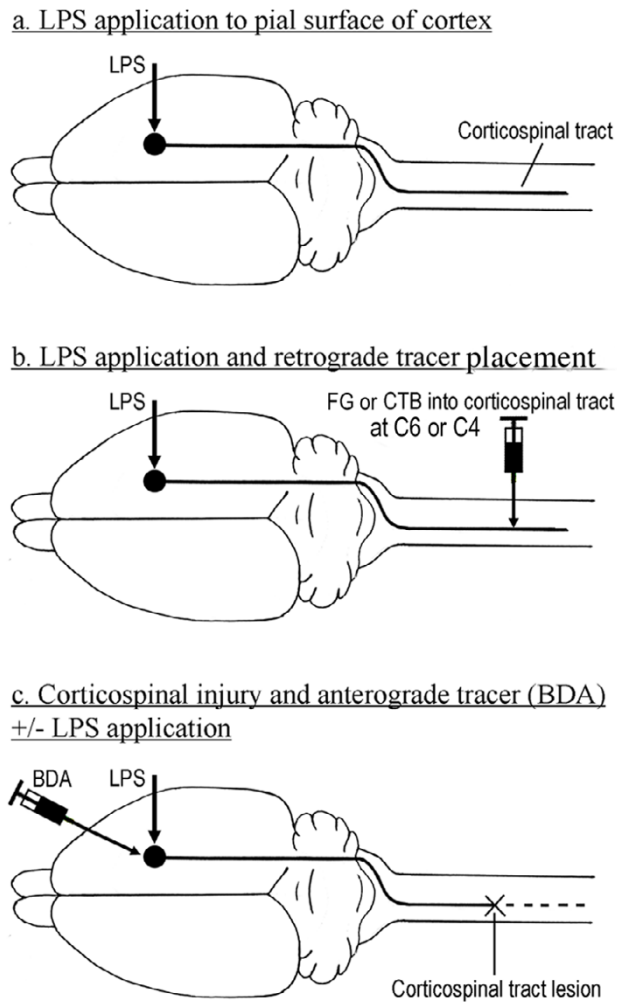 a. LPS application to pial surface of cortex
LPS
Corticospinal tract
b. LPS application and retrograde tracer placement
LPS
FG or CTB into corticospinal tract
at C6 or C4
c. Corticospinal injury and anterograde tracer (BDA)
+/- LPS application
BDA
LPS
Corticospinal tract lesion